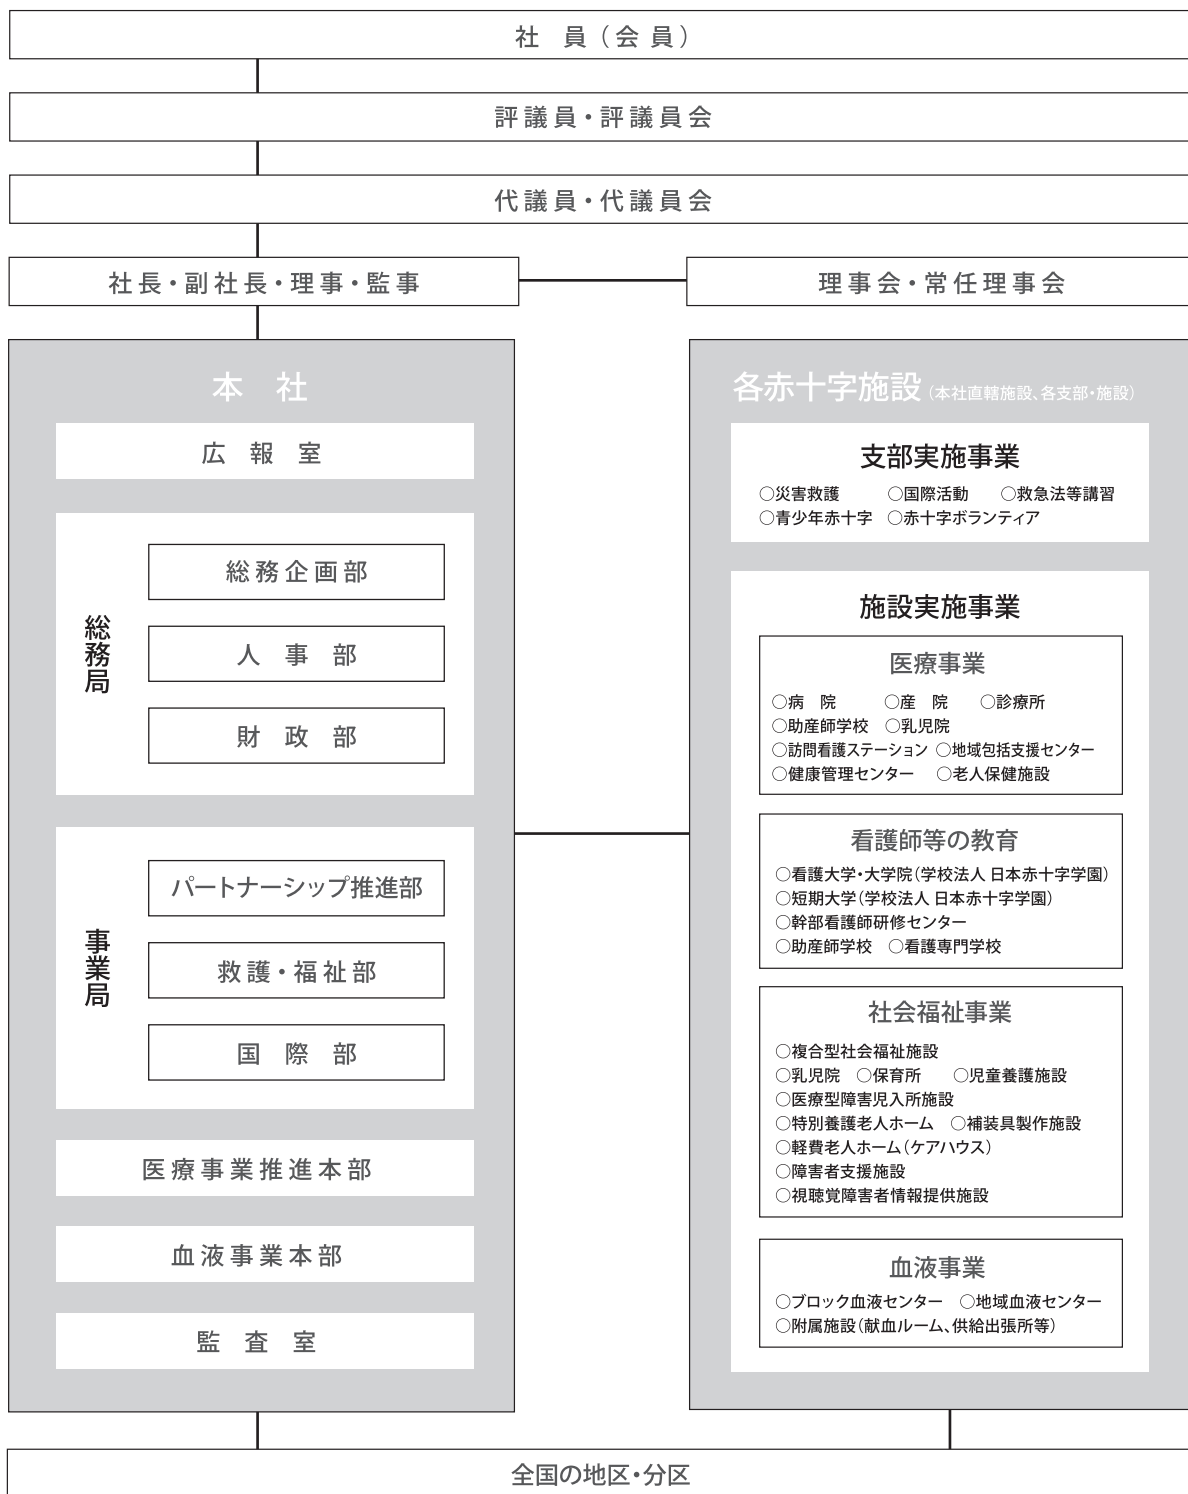 社　員（会 員）
評議員・評議員会
代議員・代議員会
社長・副社長・理事・監事
理事会・常任理事会
本　社
広　報　室
総務局
総務企画部
人　事　部
財　政　部
事業局
パートナーシップ推進部
救護・福祉部
国　際　部
医療事業推進本部
血液事業本部
監　査　室
各赤十字施設（本社直轄施設、各支部・施設）
支部実施事業
○災害救護　○国際活動　○救急法等講習
○青少年赤十字　○赤十字ボランティア
施設実施事業
医療事業
○病　院　○産　院　○診療所
○助産師学校　○乳児院
○訪問看護ステーション　○地域包括支援センター
○健康管理センター　○老人保健施設
看護師等の教育
○看護大学・大学院（学校法人 日本赤十字学園）
○短期大学（学校法人 日本赤十字学園）
○幹部看護師研修センター
○助産師学校　○看護専門学校
社会福祉事業
○複合型社会福祉施設
○乳児院　○保育所　○児童養護施設
○医療型障害児入所施設
○特別養護老人ホーム　○補装具製作施設
○軽費老人ホーム（ケアハウス）
○障害者支援施設
○視聴覚障害者情報提供施設
血液事業
○ブロック血液センター　○地域血液センター
○附属施設（献血ルーム、供給出張所等）
全国の地区・分区